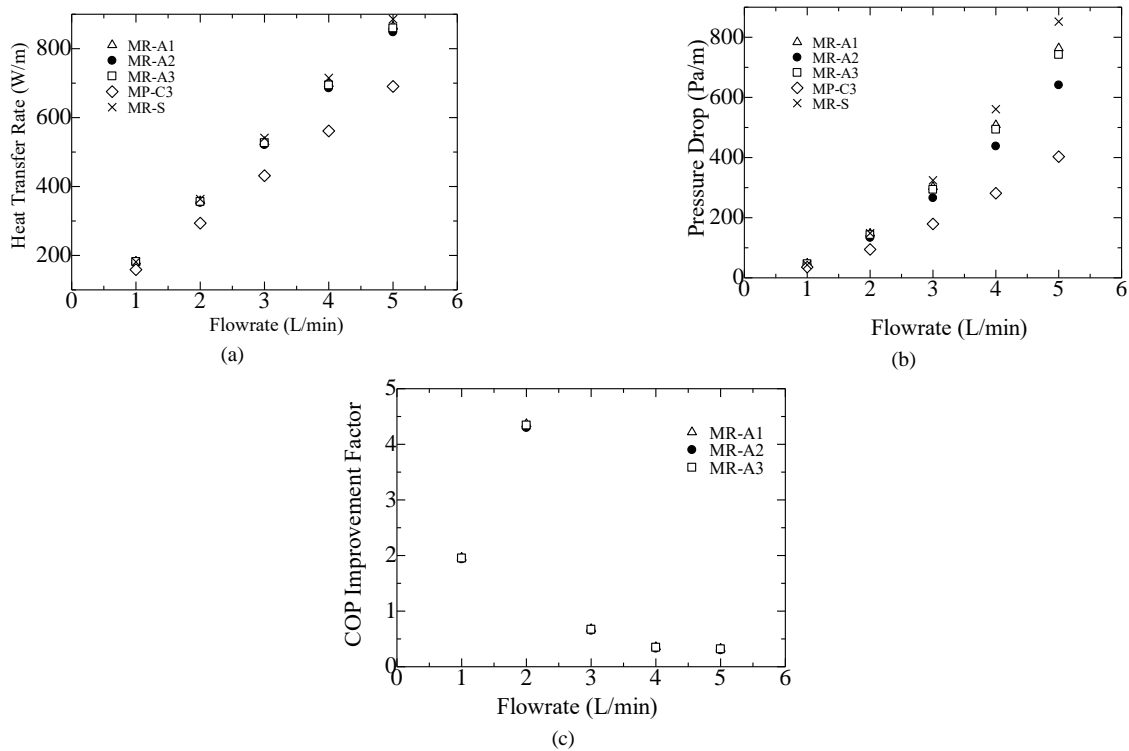 Heat Transfer Rate (W/m)
800
600
400
200
0 1 2 3 4 5 6
Flowrate (L/min)
MR-A1
MR-A2
MR-A3
MP-C3
MR-S
(a)
Pressure Drop (Pa/m)
800
600
400
200
0
0 1 2 3 4 5 6
Flowrate (L/min)
MR-A1
MR-A2
MR-A3
MP-C3
MR-S
(b)
COP Improvement Factor
5
4
3
2
1
0
0 1 2 3 4 5 6
Flowrate (L/min)
MR-A1
MR-A2
MR-A3
(c)